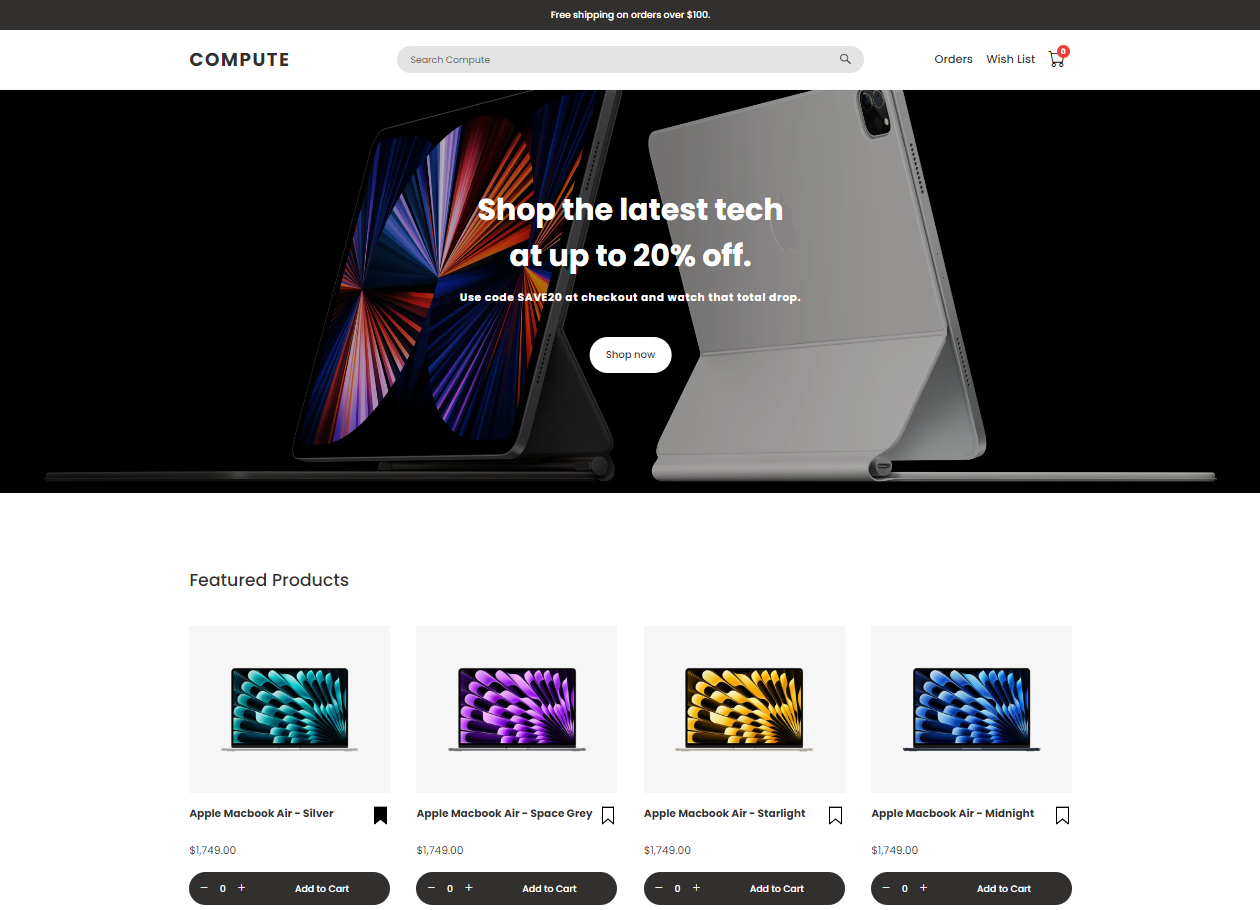 Free shipping on orders over $100.
COMPUTE
Search Compute
Orders
Wish List
0
Shop the latest tech
at up to 20% off.
Use code SAVE20 at checkout and watch that total drop.
Shop now
Featured Products
Apple Macbook Air - Silver
Apple Macbook Air - Space Grey
Apple Macbook Air - Starlight
Apple Macbook Air - Midnight
$1,749.00
$1,749.00
$1,749.00
$1,749.00
− 0 + Add to Cart
− 0 + Add to Cart
− 0 + Add to Cart
− 0 + Add to Cart